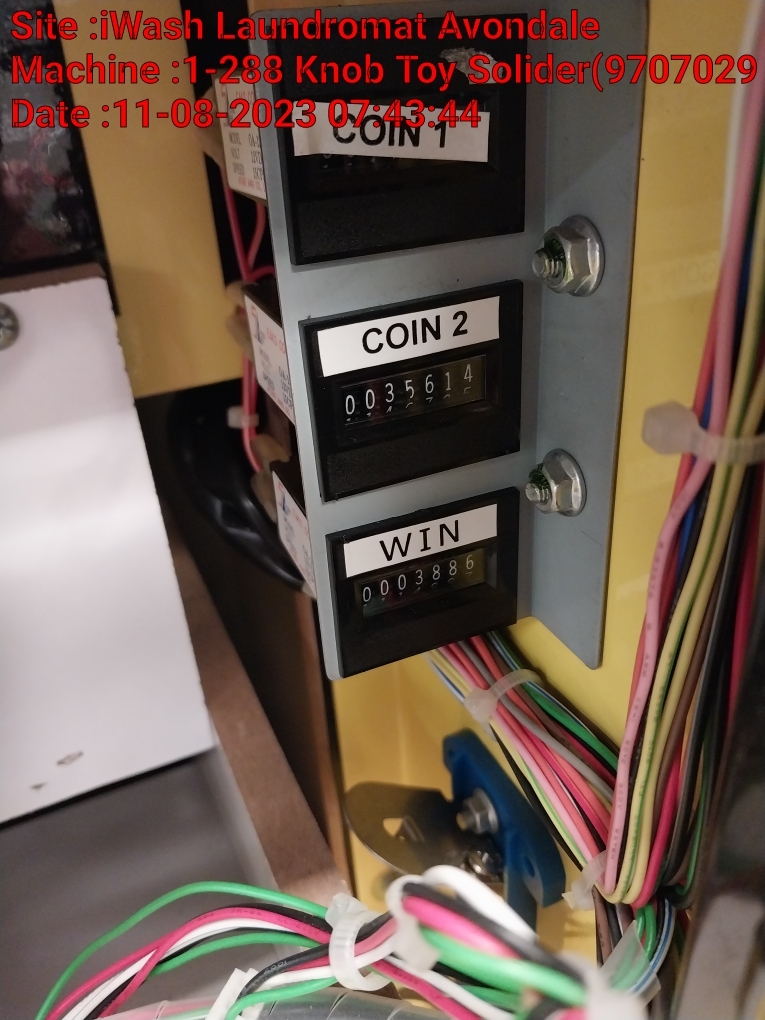 Site :iWash Laundromat Avondale
Machine :1-288 Knob Toy Solider(9707029
Date :11-08-2023 07:43:44
COIN 1
COIN 2
0035614
WIN
0003886